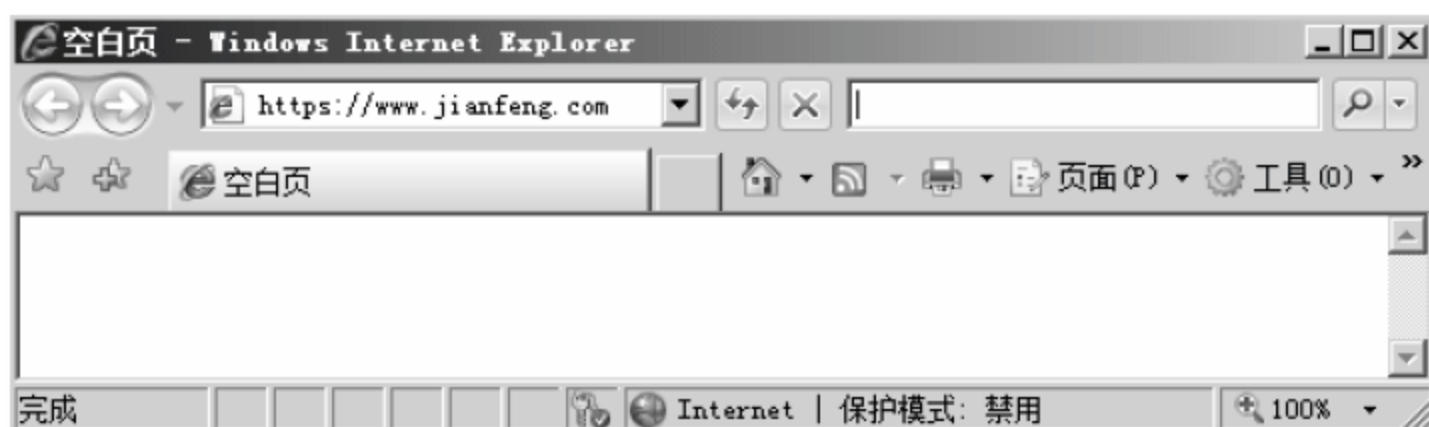 空白页 - Windows Internet Explorer
https://www.jianfeng.com
空白页 页面(P) 工具(O) »
完成 Internet | 保护模式: 禁用 100%